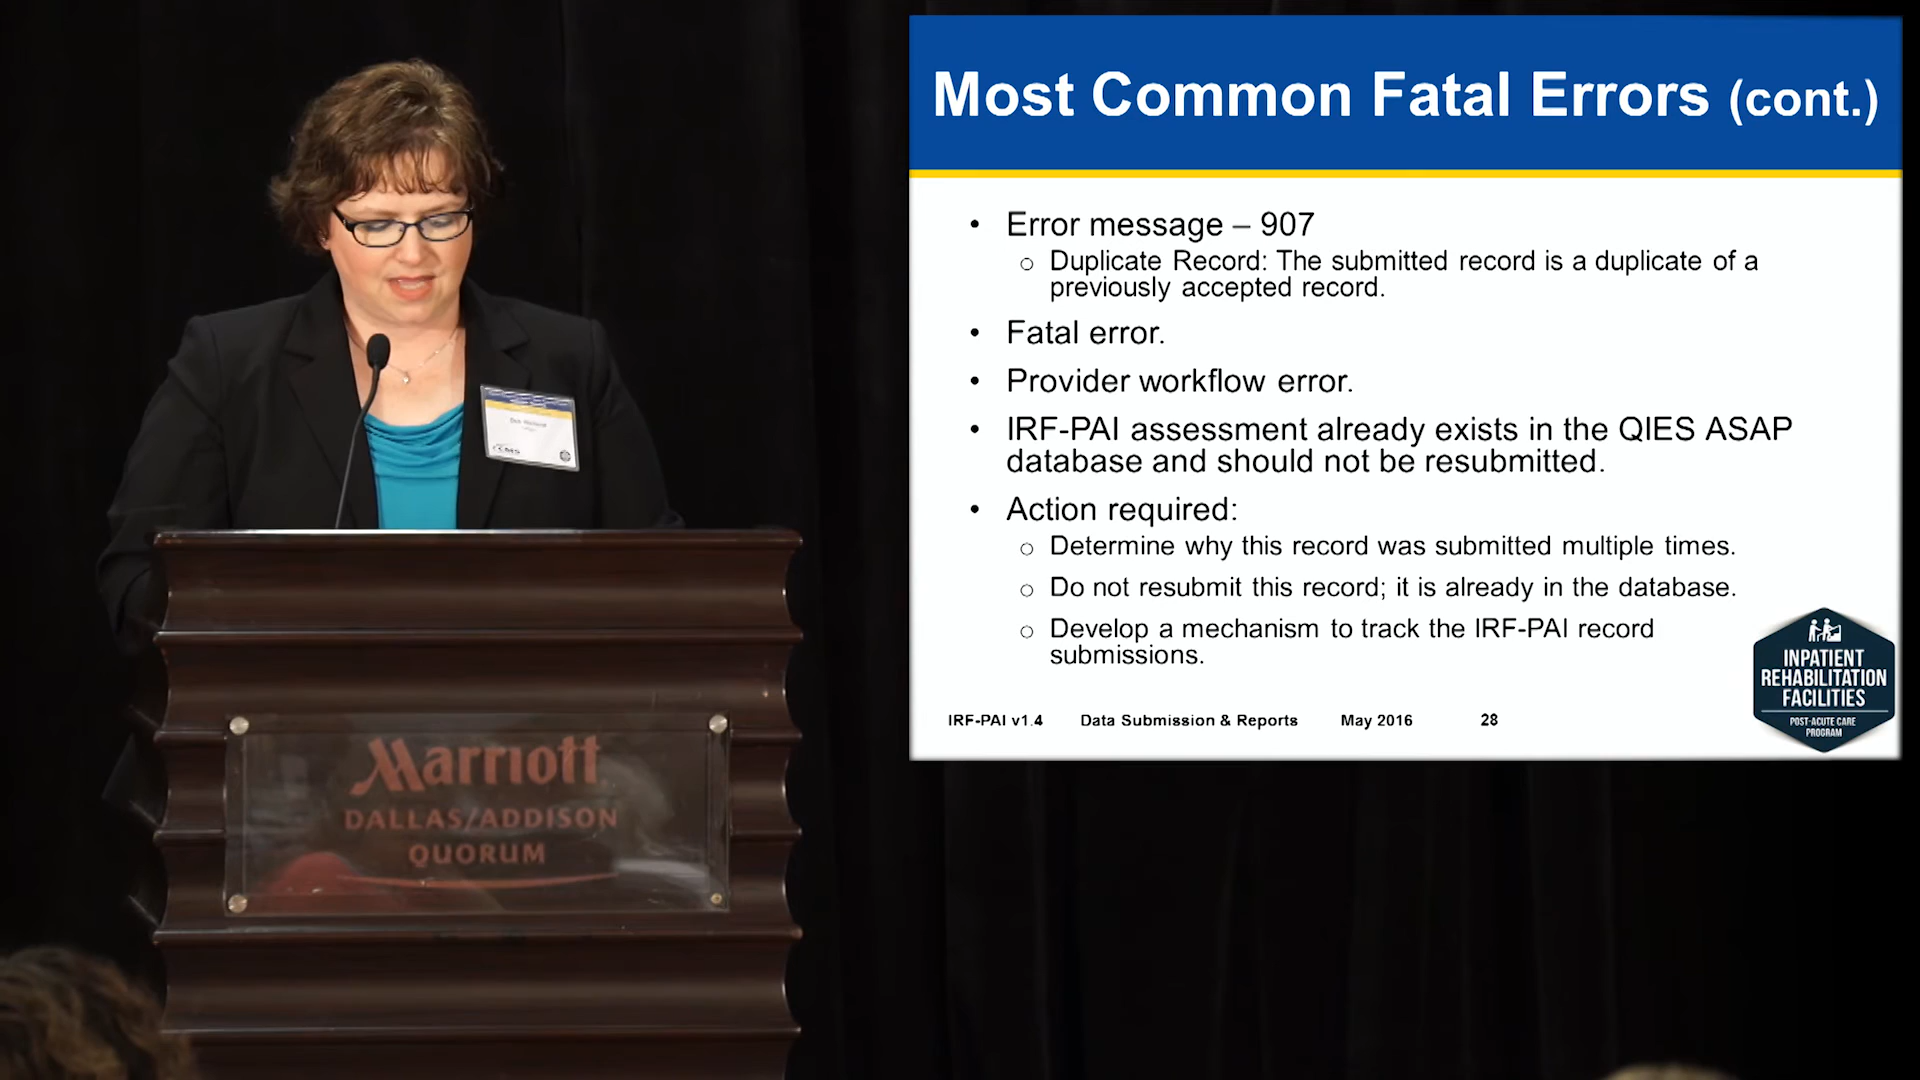 Most Common Fatal Errors (cont.)
• Error message – 907
○ Duplicate Record: The submitted record is a duplicate of a
previously accepted record.
• Fatal error.
• Provider workflow error.
• IRF-PAI assessment already exists in the QIES ASAP
database and should not be resubmitted.
• Action required:
○ Determine why this record was submitted multiple times.
○ Do not resubmit this record; it is already in the database.
○ Develop a mechanism to track the IRF-PAI record
submissions.
IRF-PAI v1.4 Data Submission & Reports May 2016 28
INPATIENT
REHABILITATION
FACILITIES
POST-ACUTE CARE
PROGRAM
CMS
Marriott
DALLAS/ADDISON
QUORUM